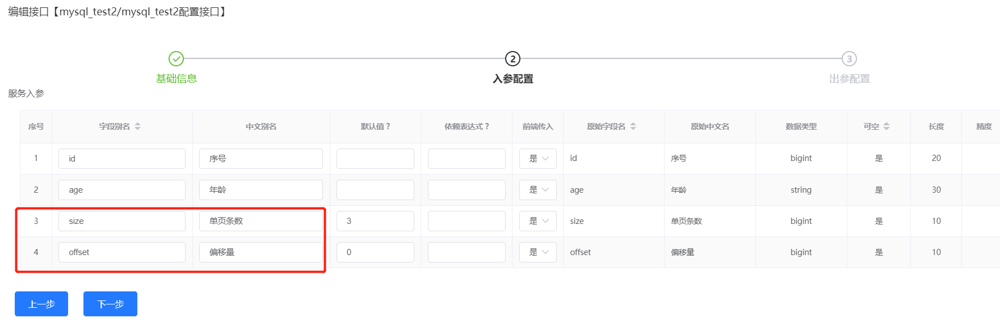 编辑接口【mysql_test2/mysql_test2配置接口】
2 3
基础信息 入参配置 出参配置
服务入参
序号 字段别名 中文别名 默认值？ 依赖表达式？ 前端传入 原始字段名 原始中文名 数据类型 可空 长度 精度
1 id 序号 是 id 序号 bigint 是 20
2 age 年龄 是 age 年龄 string 是 30
3 size 单页条数 3 是 size 单页条数 bigint 是 10
4 offset 偏移量 0 是 offset 偏移量 bigint 是 10
上一步 下一步